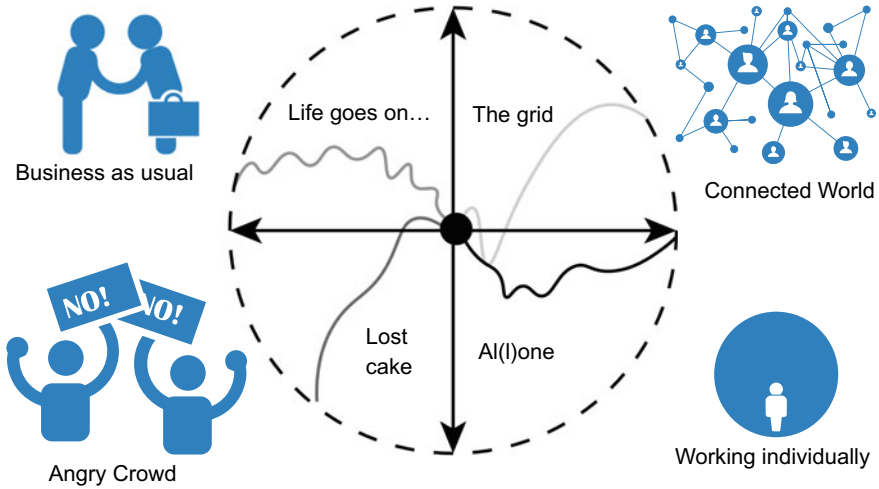 Life goes on…
The grid
Business as usual
Connected World
NO!
NO!
Lost
cake
Al(l)one
Angry Crowd
Working individually